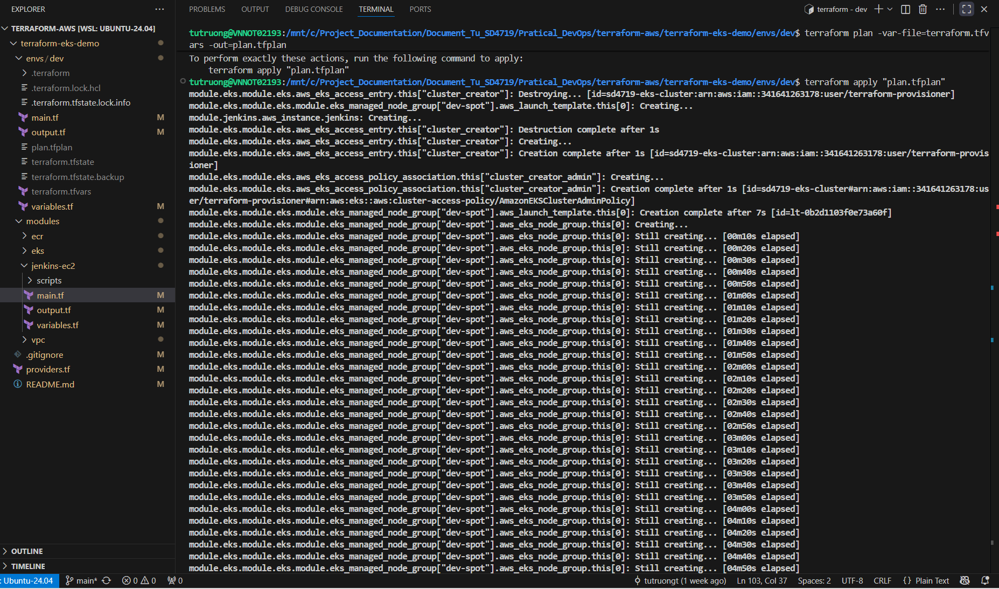 EXPLORER
TERRAFORM-AWS [WSL: UBUNTU-24.04]
terraform-eks-demo
envs / dev
.terraform
.terraform.lock.hcl
.terraform.tfstate.lock.info
main.tf M
output.tf M
plan.tfplan
terraform.tfstate
terraform.tfstate.backup
terraform.tfvars
variables.tf M
modules
ecr
eks
jenkins-ec2
scripts
main.tf M
output.tf M
variables.tf M
vpc
.gitignore M
providers.tf M
README.md M
OUTLINE
TIMELINE
PROBLEMS OUTPUT DEBUG CONSOLE TERMINAL PORTS
terraform - dev
tutruong@VNNOT02193:/mnt/c/Project_Documentation/Document_Tu_SD4719/Pratical_DevOps/terraform-aws/terraform-eks-demo/envs/dev$ terraform plan -var-file=terraform.tfv
ars -out=plan.tfplan
To perform exactly these actions, run the following command to apply:
terraform apply "plan.tfplan"
tutruong@VNNOT02193:/mnt/c/Project_Documentation/Document_Tu_SD4719/Pratical_DevOps/terraform-aws/terraform-eks-demo/envs/dev$ terraform apply "plan.tfplan"
module.eks.module.eks.aws_eks_access_entry.this["cluster_creator"]: Destroying... [id=sd4719-eks-cluster:arn:aws:iam::341641263178:user/terraform-provisioner]
module.eks.module.eks.module.eks_managed_node_group["dev-spot"].aws_launch_template.this[0]: Creating...
module.jenkins.aws_instance.jenkins: Creating...
module.eks.module.eks.aws_eks_access_entry.this["cluster_creator"]: Destruction complete after 1s
module.eks.module.eks.aws_eks_access_entry.this["cluster_creator"]: Creating...
module.eks.module.eks.aws_eks_access_entry.this["cluster_creator"]: Creation complete after 1s [id=sd4719-eks-cluster:arn:aws:iam::341641263178:user/terraform-provis
ioner]
module.eks.module.eks.aws_eks_access_policy_association.this["cluster_creator_admin"]: Creating...
module.eks.module.eks.aws_eks_access_policy_association.this["cluster_creator_admin"]: Creation complete after 1s [id=sd4719-eks-cluster#arn:aws:iam::341641263178:us
er/terraform-provisioner#arn:aws:eks::aws:cluster-access-policy/AmazonEKSClusterAdminPolicy]
module.eks.module.eks.module.eks_managed_node_group["dev-spot"].aws_launch_template.this[0]: Creation complete after 7s [id=lt-0b2d1103f0e73a60f]
module.eks.module.eks.module.eks_managed_node_group["dev-spot"].aws_eks_node_group.this[0]: Creating...
module.eks.module.eks.module.eks_managed_node_group["dev-spot"].aws_eks_node_group.this[0]: Still creating... [00m10s elapsed]
module.eks.module.eks.module.eks_managed_node_group["dev-spot"].aws_eks_node_group.this[0]: Still creating... [00m20s elapsed]
module.eks.module.eks.module.eks_managed_node_group["dev-spot"].aws_eks_node_group.this[0]: Still creating... [00m30s elapsed]
module.eks.module.eks.module.eks_managed_node_group["dev-spot"].aws_eks_node_group.this[0]: Still creating... [00m40s elapsed]
module.eks.module.eks.module.eks_managed_node_group["dev-spot"].aws_eks_node_group.this[0]: Still creating... [00m50s elapsed]
module.eks.module.eks.module.eks_managed_node_group["dev-spot"].aws_eks_node_group.this[0]: Still creating... [01m00s elapsed]
module.eks.module.eks.module.eks_managed_node_group["dev-spot"].aws_eks_node_group.this[0]: Still creating... [01m10s elapsed]
module.eks.module.eks.module.eks_managed_node_group["dev-spot"].aws_eks_node_group.this[0]: Still creating... [01m20s elapsed]
module.eks.module.eks.module.eks_managed_node_group["dev-spot"].aws_eks_node_group.this[0]: Still creating... [01m30s elapsed]
module.eks.module.eks.module.eks_managed_node_group["dev-spot"].aws_eks_node_group.this[0]: Still creating... [01m40s elapsed]
module.eks.module.eks.module.eks_managed_node_group["dev-spot"].aws_eks_node_group.this[0]: Still creating... [01m50s elapsed]
module.eks.module.eks.module.eks_managed_node_group["dev-spot"].aws_eks_node_group.this[0]: Still creating... [02m00s elapsed]
module.eks.module.eks.module.eks_managed_node_group["dev-spot"].aws_eks_node_group.this[0]: Still creating... [02m10s elapsed]
module.eks.module.eks.module.eks_managed_node_group["dev-spot"].aws_eks_node_group.this[0]: Still creating... [02m20s elapsed]
module.eks.module.eks.module.eks_managed_node_group["dev-spot"].aws_eks_node_group.this[0]: Still creating... [02m30s elapsed]
module.eks.module.eks.module.eks_managed_node_group["dev-spot"].aws_eks_node_group.this[0]: Still creating... [02m40s elapsed]
module.eks.module.eks.module.eks_managed_node_group["dev-spot"].aws_eks_node_group.this[0]: Still creating... [02m50s elapsed]
module.eks.module.eks.module.eks_managed_node_group["dev-spot"].aws_eks_node_group.this[0]: Still creating... [03m00s elapsed]
module.eks.module.eks.module.eks_managed_node_group["dev-spot"].aws_eks_node_group.this[0]: Still creating... [03m10s elapsed]
module.eks.module.eks.module.eks_managed_node_group["dev-spot"].aws_eks_node_group.this[0]: Still creating... [03m20s elapsed]
module.eks.module.eks.module.eks_managed_node_group["dev-spot"].aws_eks_node_group.this[0]: Still creating... [03m30s elapsed]
module.eks.module.eks.module.eks_managed_node_group["dev-spot"].aws_eks_node_group.this[0]: Still creating... [03m40s elapsed]
module.eks.module.eks.module.eks_managed_node_group["dev-spot"].aws_eks_node_group.this[0]: Still creating... [03m50s elapsed]
module.eks.module.eks.module.eks_managed_node_group["dev-spot"].aws_eks_node_group.this[0]: Still creating... [04m00s elapsed]
module.eks.module.eks.module.eks_managed_node_group["dev-spot"].aws_eks_node_group.this[0]: Still creating... [04m10s elapsed]
module.eks.module.eks.module.eks_managed_node_group["dev-spot"].aws_eks_node_group.this[0]: Still creating... [04m20s elapsed]
module.eks.module.eks.module.eks_managed_node_group["dev-spot"].aws_eks_node_group.this[0]: Still creating... [04m30s elapsed]
module.eks.module.eks.module.eks_managed_node_group["dev-spot"].aws_eks_node_group.this[0]: Still creating... [04m40s elapsed]
module.eks.module.eks.module.eks_managed_node_group["dev-spot"].aws_eks_node_group.this[0]: Still creating... [04m50s elapsed]
: Ubuntu-24.04 main* 0 0 0 tutruongt (1 week ago) Ln 103, Col 37 Spaces: 2 UTF-8 CRLF {} Plain Text